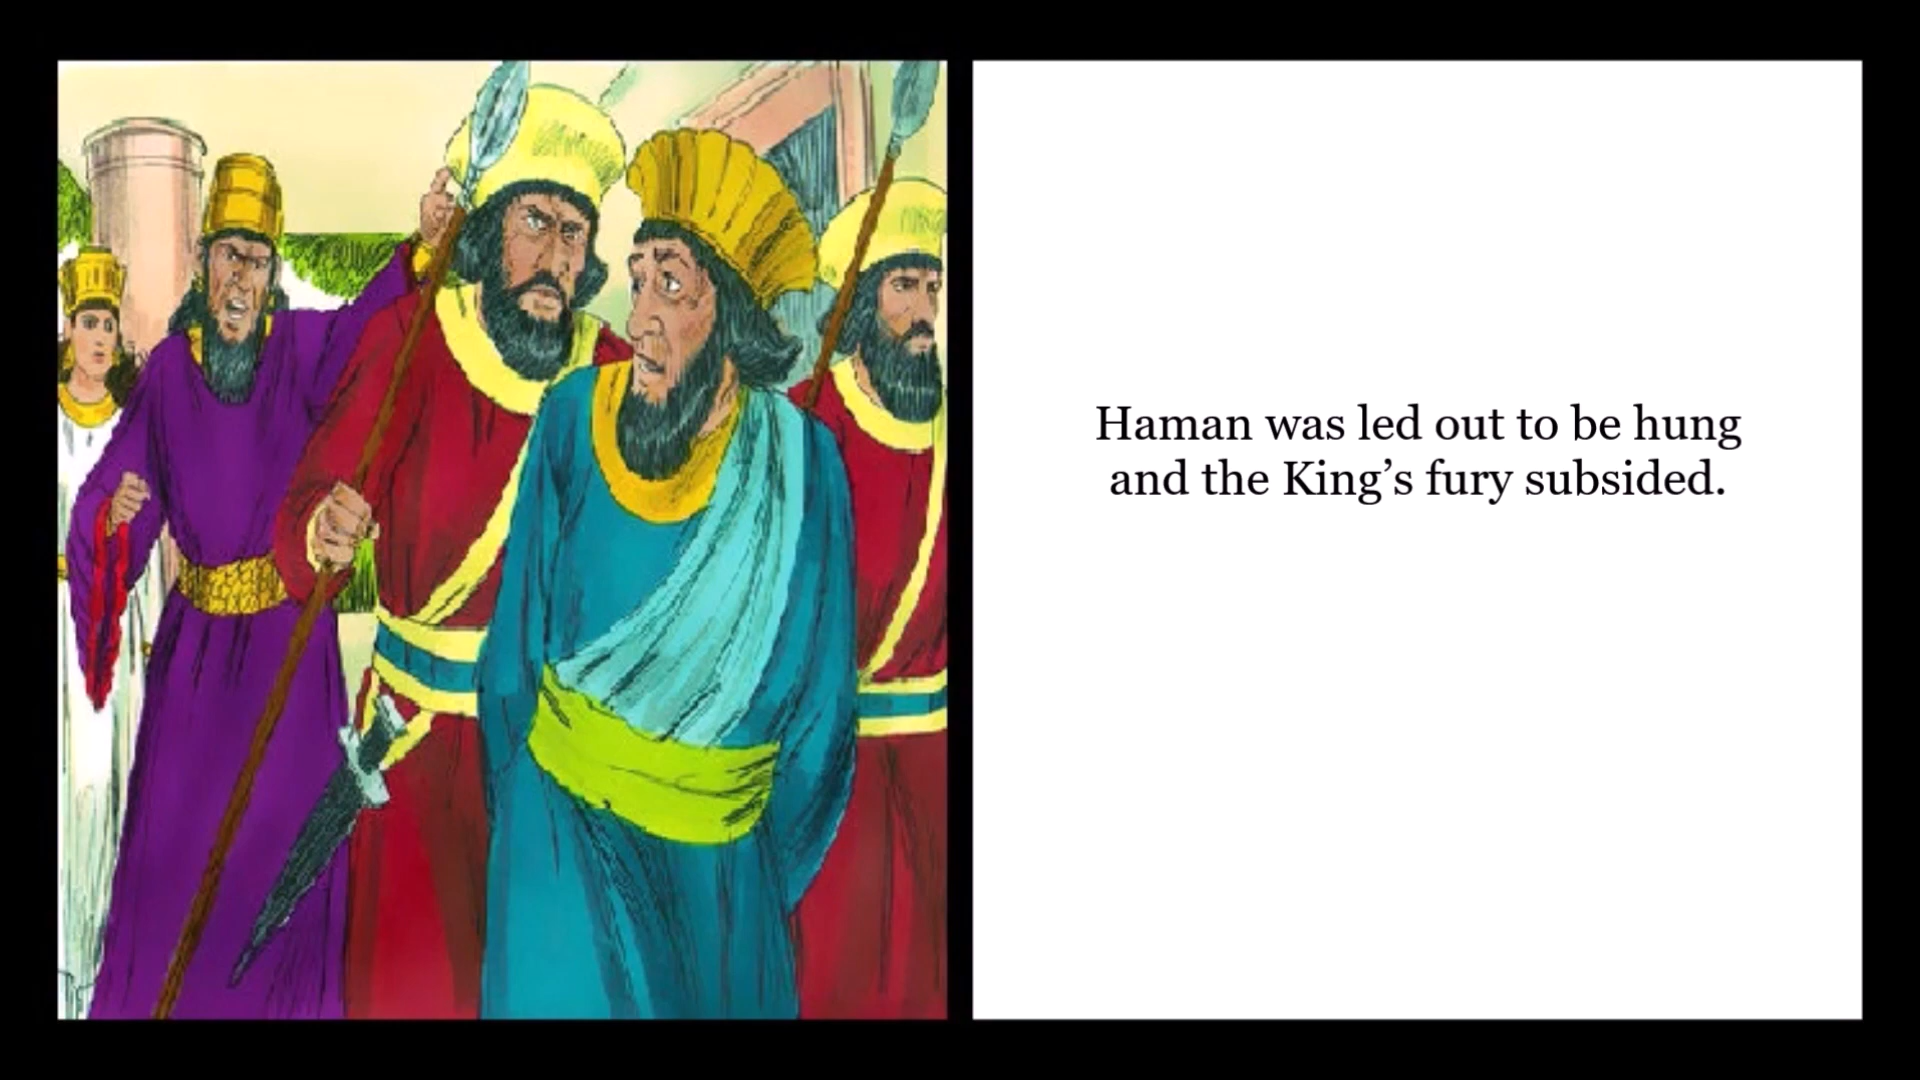 Haman was led out to be hung
and the King’s fury subsided.